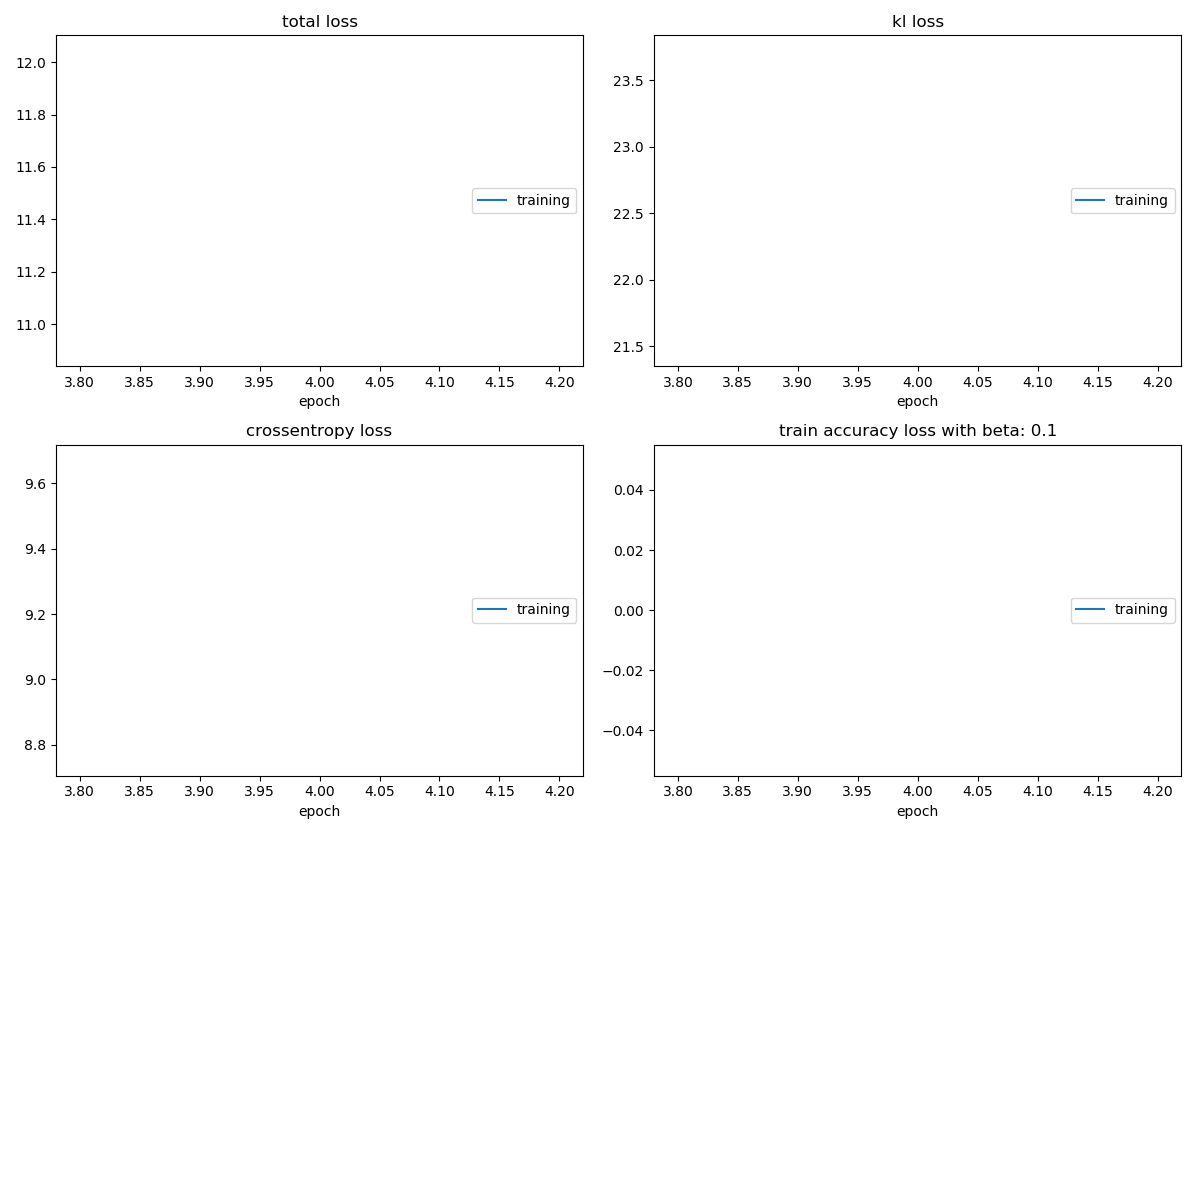 total loss
12.0
11.8
11.6
11.4
11.2
11.0
training
3.80 3.85 3.90 3.95 4.00 4.05 4.10 4.15 4.20
epoch
kl loss
23.5
23.0
22.5
22.0
21.5
training
3.80 3.85 3.90 3.95 4.00 4.05 4.10 4.15 4.20
epoch
crossentropy loss
9.6
9.4
9.2
9.0
8.8
training
3.80 3.85 3.90 3.95 4.00 4.05 4.10 4.15 4.20
epoch
train accuracy loss with beta: 0.1
0.04
0.02
0.00
−0.02
−0.04
training
3.80 3.85 3.90 3.95 4.00 4.05 4.10 4.15 4.20
epoch